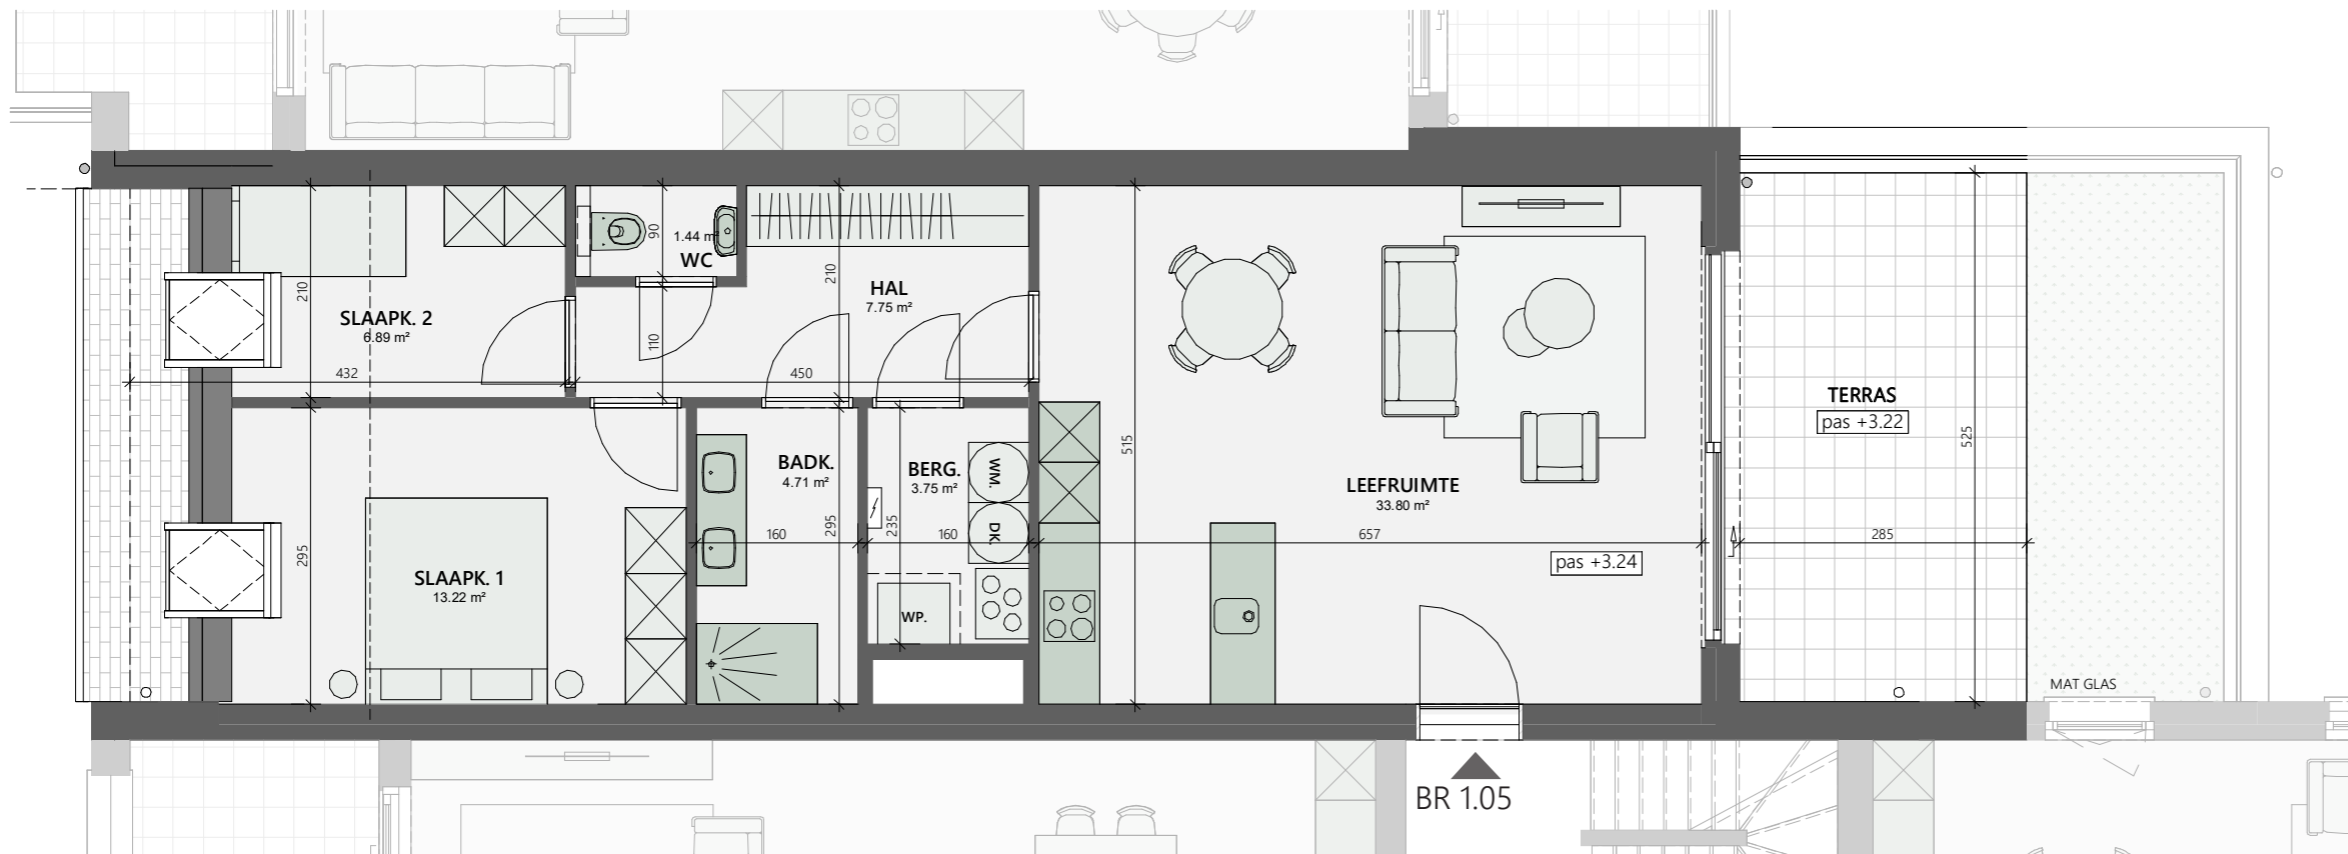 90
1.44 m²
WC
210
HAL
7.75 m²
210
SLAAPK. 2
6.89 m²
110
432
450
TERRAS
pas +3.22
515
525
BADK.
4.71 m²
BERG.
3.75 m²
WM.
DK.
LEEFRUIMTE
33.80 m²
295
160
295
235
160
657
285
pas +3.24
SLAAPK. 1
13.22 m²
WP.
MAT GLAS
BR 1.05